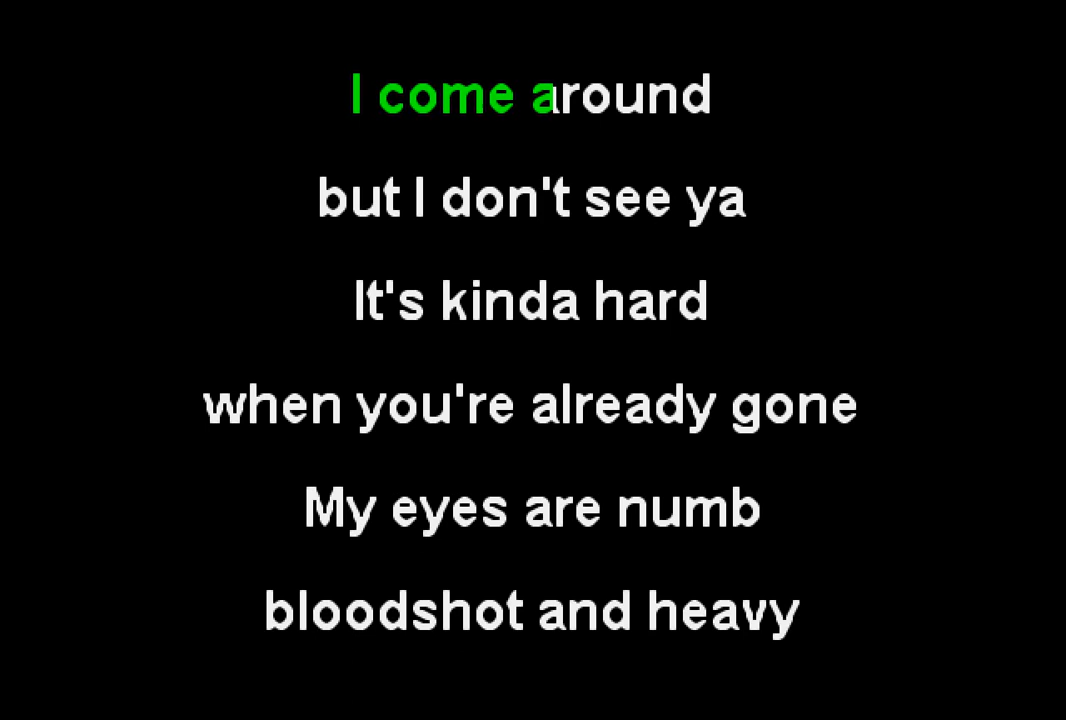 I come around
but I don't see ya
It's kinda hard
when you're already gone
My eyes are numb
bloodshot and heavy